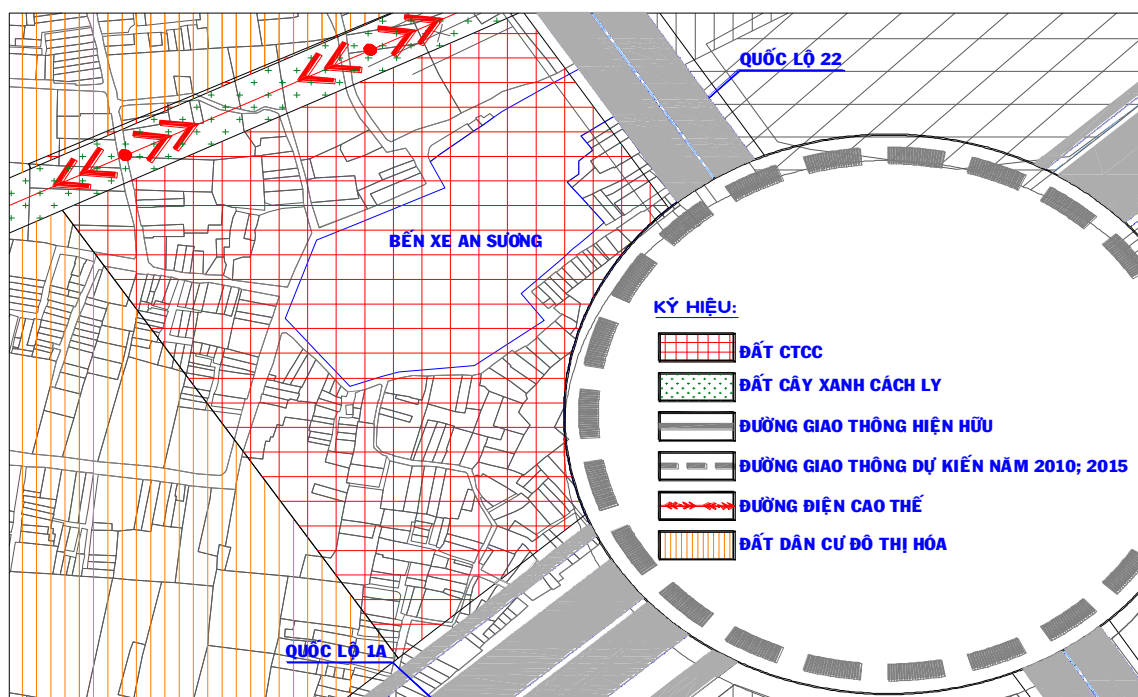 QUỐC LỘ 22
BẾN XE AN SƯƠNG
KÝ HIỆU:
ĐẤT CTCC
ĐẤT CÂY XANH CÁCH LY
ĐƯỜNG GIAO THÔNG HIỆN HỮU
ĐƯỜNG GIAO THÔNG DỰ KIẾN NĂM 2010; 2015
ĐƯỜNG ĐIỆN CAO THẾ
ĐẤT DÂN CƯ ĐÔ THỊ HÓA
QUỐC LỘ 1A